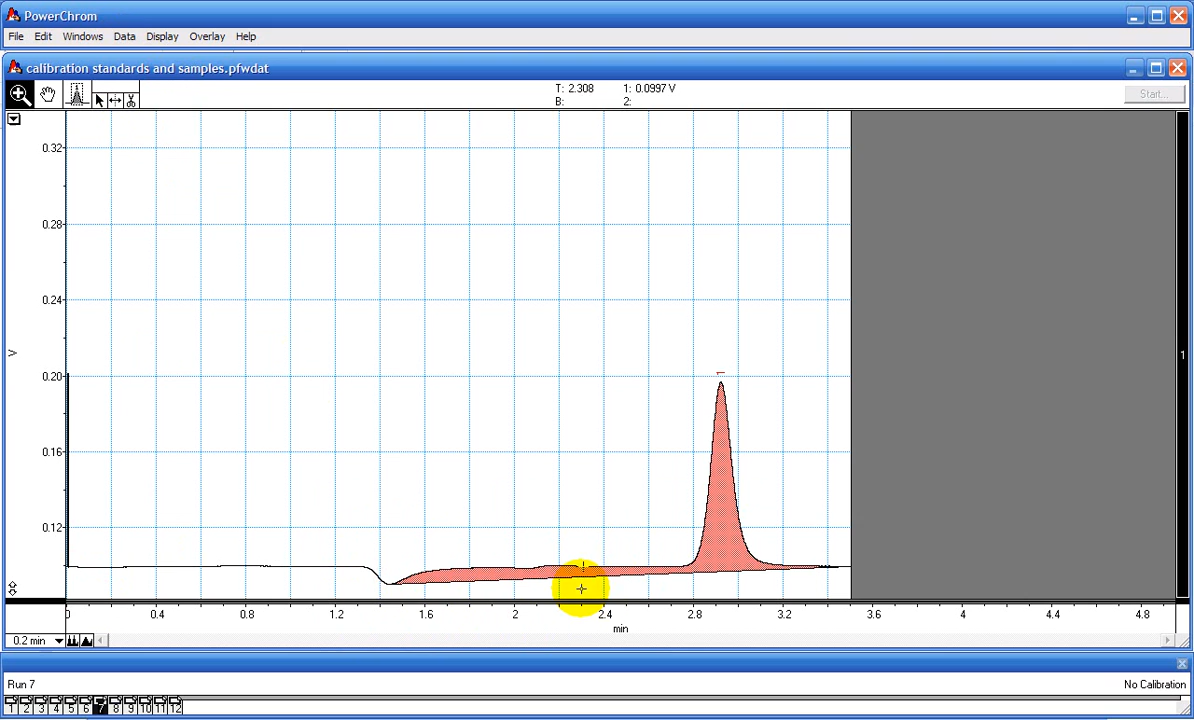 PowerChrom
File Edit Windows Data Display Overlay Help
calibration standards and samples.pfwdat
T: 2.308 1: 0.0997 V
B: 2:
Start...
0.32
0.28
0.24
V
1
0.20
1
0.16
0.12
0 0.4 0.8 1.2 1.6 2 2.4 2.8 3.2 3.6 4 4.4 4.8
min
0.2 min
Run 7 No Calibration
1 2 3 4 5 6 7 8 9 10 11 12